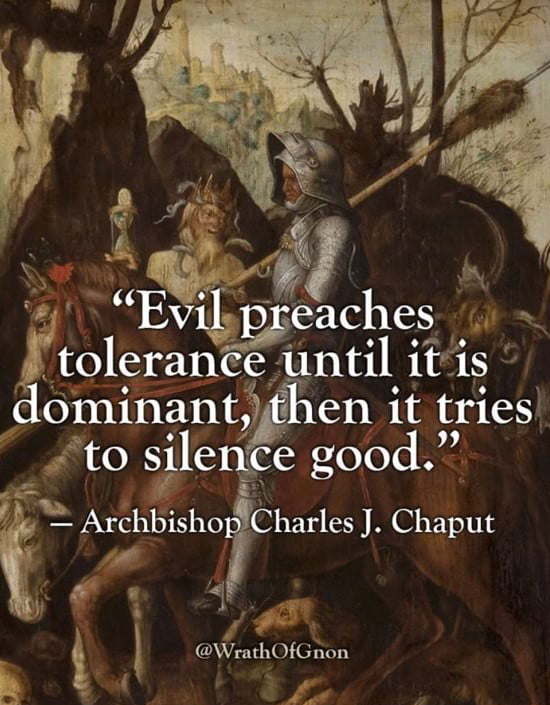 “Evil preaches
tolerance until it is
dominant, then it tries
to silence good.”
– Archbishop Charles J. Chaput
@WrathOfGnon